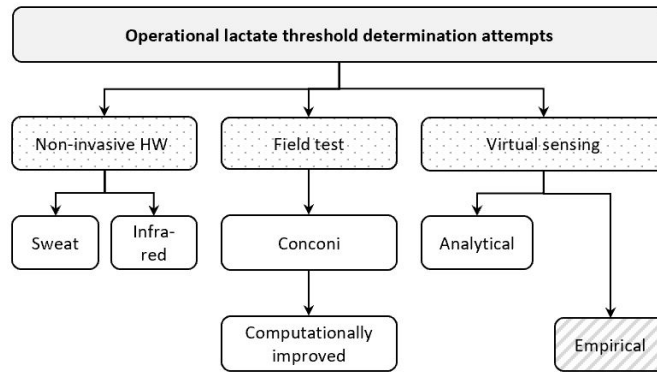 Operational lactate threshold determination attempts
Non-invasive HW
Field test
Virtual sensing
Sweat
Infra-
red
Conconi
Analytical
Computationally
improved
Empirical